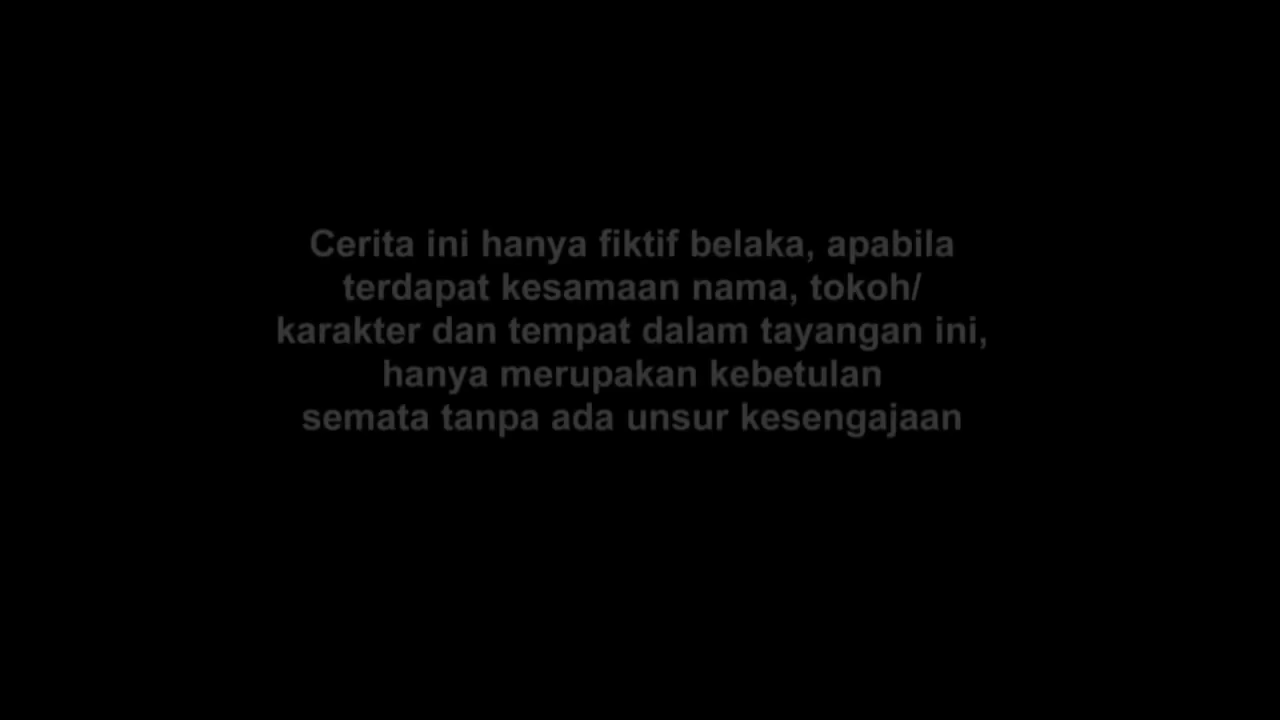 Cerita ini hanya fiktif belaka, apabila
terdapat kesamaan nama, tokoh/
karakter dan tempat dalam tayangan ini,
hanya merupakan kebetulan
semata tanpa ada unsur kesengajaan